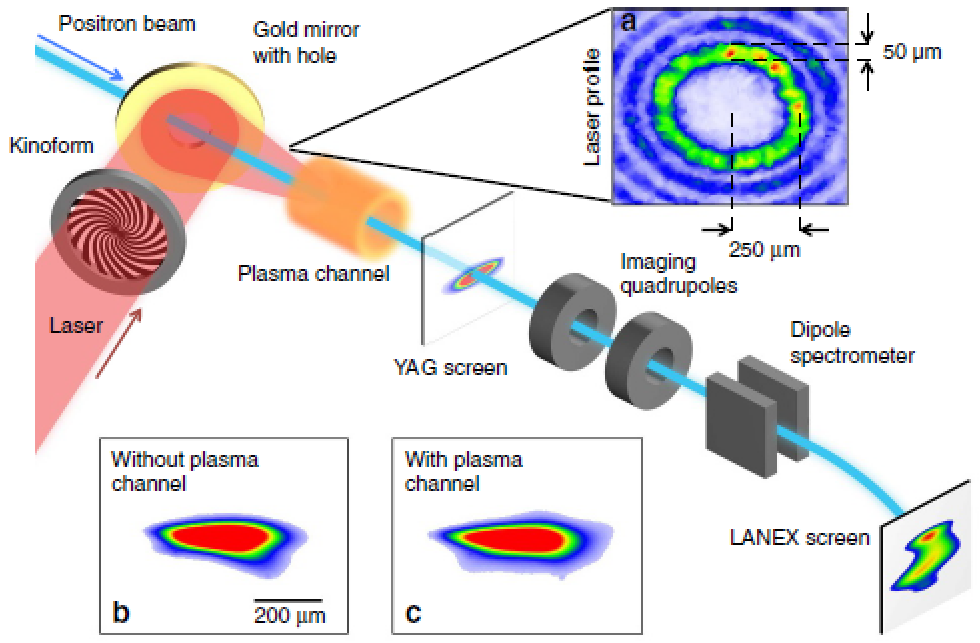 Positron beam
Gold mirror
with hole
a
50 µm
Laser profile
Kinoform
250 µm
Plasma channel
Imaging
quadrupoles
Laser
Dipole
spectrometer
YAG screen
Without plasma
channel
With plasma
channel
LANEX screen
b
200 µm
c